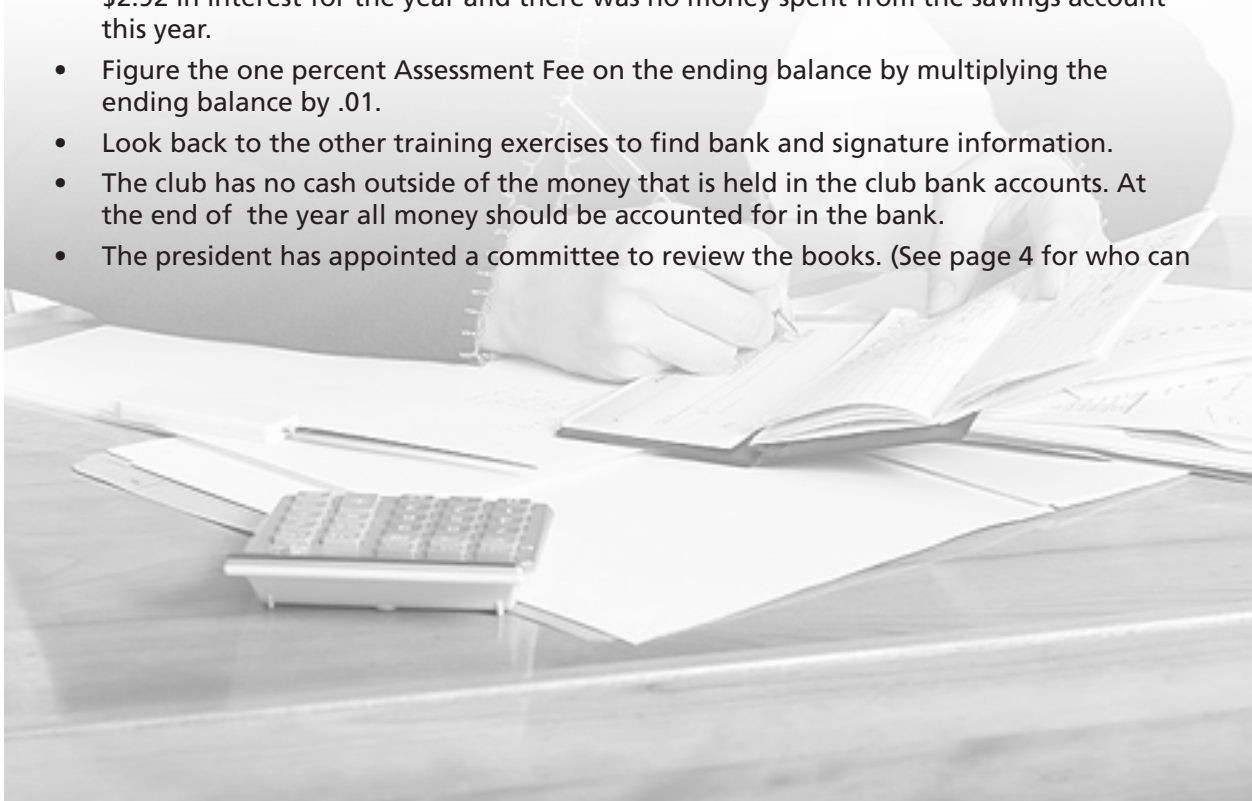 $2.92 in interest for the year and there was no money spent from the savings account
this year.
• Figure the one percent Assessment Fee on the ending balance by multiplying the
ending balance by .01.
• Look back to the other training exercises to find bank and signature information.
• The club has no cash outside of the money that is held in the club bank accounts. At
the end of the year all money should be accounted for in the bank.
• The president has appointed a committee to review the books. (See page 4 for who can